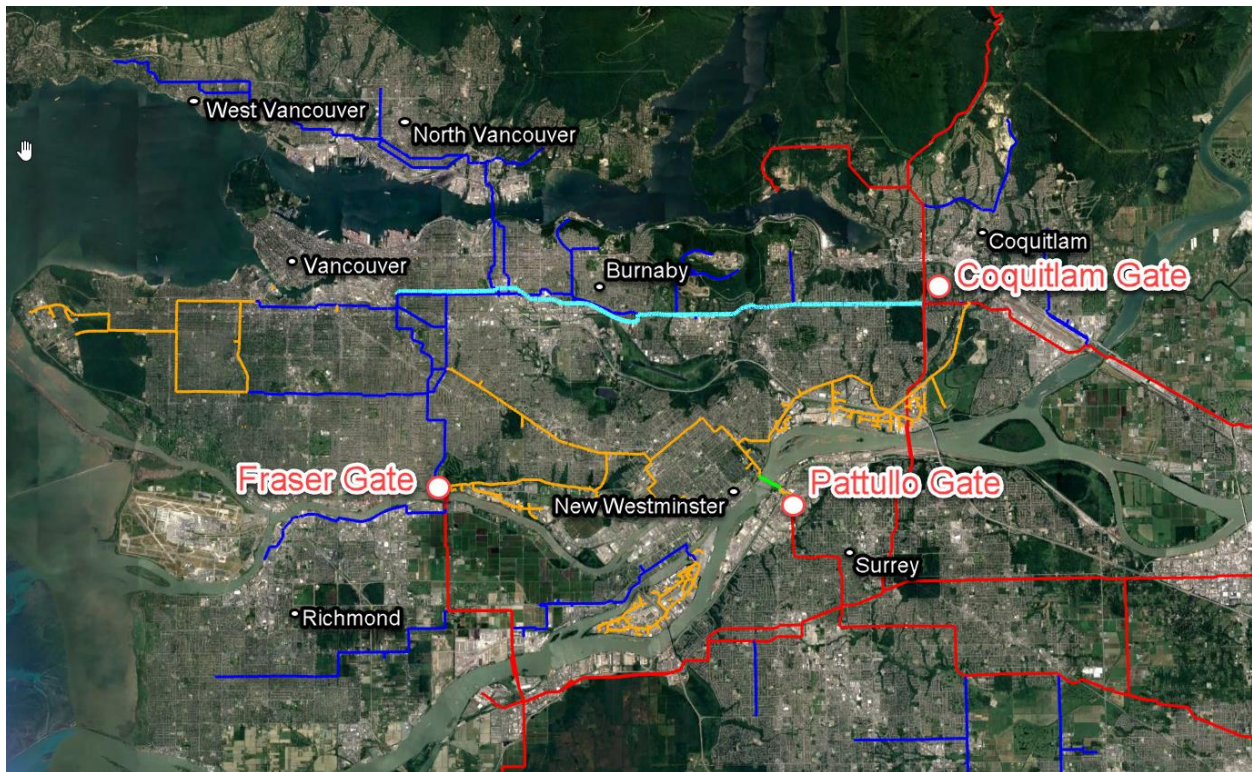 West Vancouver
North Vancouver
Coquitlam
Vancouver
Burnaby
Coquitlam Gate
Fraser Gate
Pattullo Gate
New Westminster
Surrey
Richmond